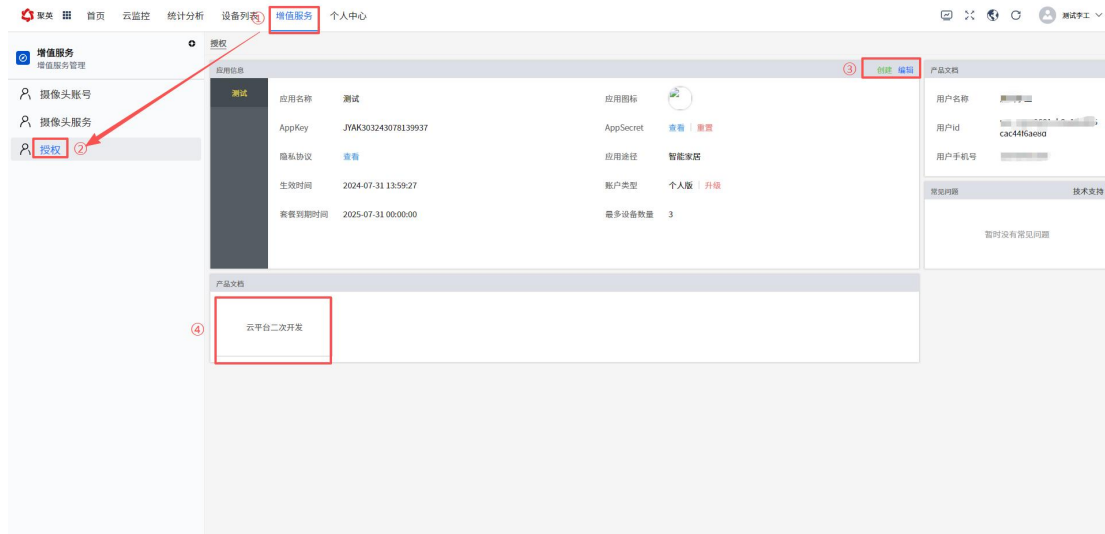 聚英 首页 云监控 统计分析 设备列表 ① 增值服务 个人中心 测试李工
增值服务
增值服务管理
摄像头账号
摄像头服务
授权 ②
授权
应用信息 ③ 创建 编辑
测试
应用名称 测试 应用图标
AppKey JYAK303243078139937 AppSecret 查看 重置
隐私协议 查看 应用途径 智能家居
生效时间 2024-07-31 13:59:27 账户类型 个人版 升级
套餐到期时间 2025-07-31 00:00:00 最多设备数量 3
产品文档
④ 云平台二次开发
产品文档
用户名称
用户id
cac44f6ae8d
用户手机号
常见问题 技术支持
暂时没有常见问题